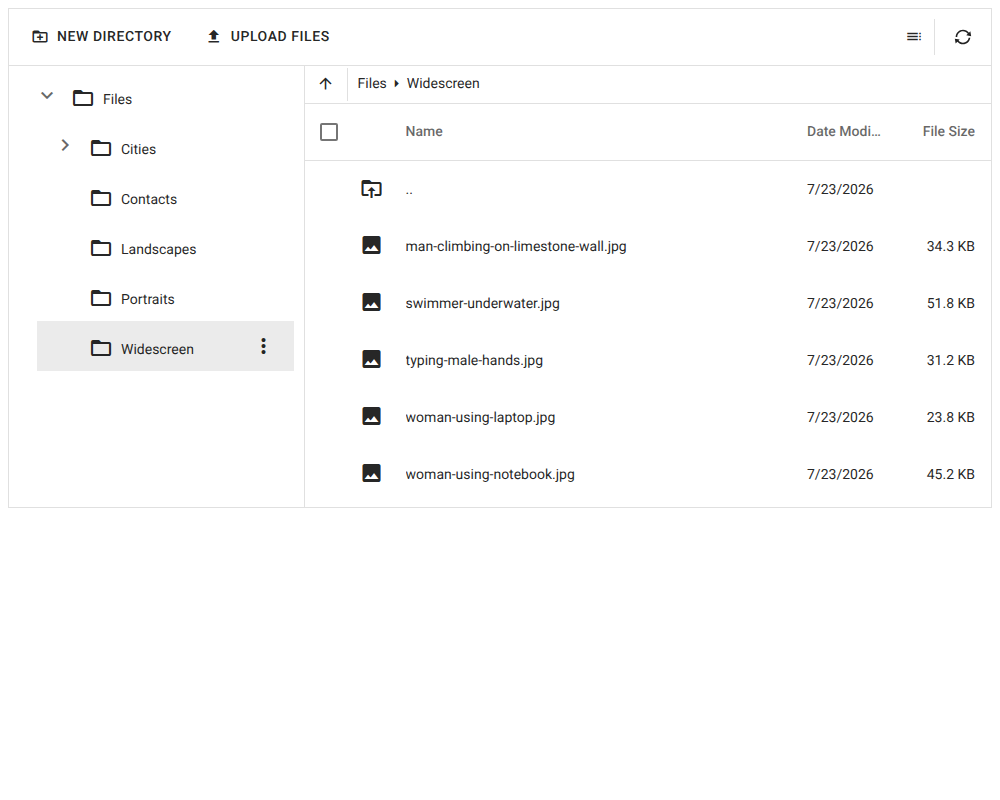 NEW DIRECTORY UPLOAD FILES
Files
Cities
Contacts
Landscapes
Portraits
Widescreen
Files Widescreen
Name Date Modi... File Size
.. 7/23/2026
man-climbing-on-limestone-wall.jpg 7/23/2026 34.3 KB
swimmer-underwater.jpg 7/23/2026 51.8 KB
typing-male-hands.jpg 7/23/2026 31.2 KB
woman-using-laptop.jpg 7/23/2026 23.8 KB
woman-using-notebook.jpg 7/23/2026 45.2 KB